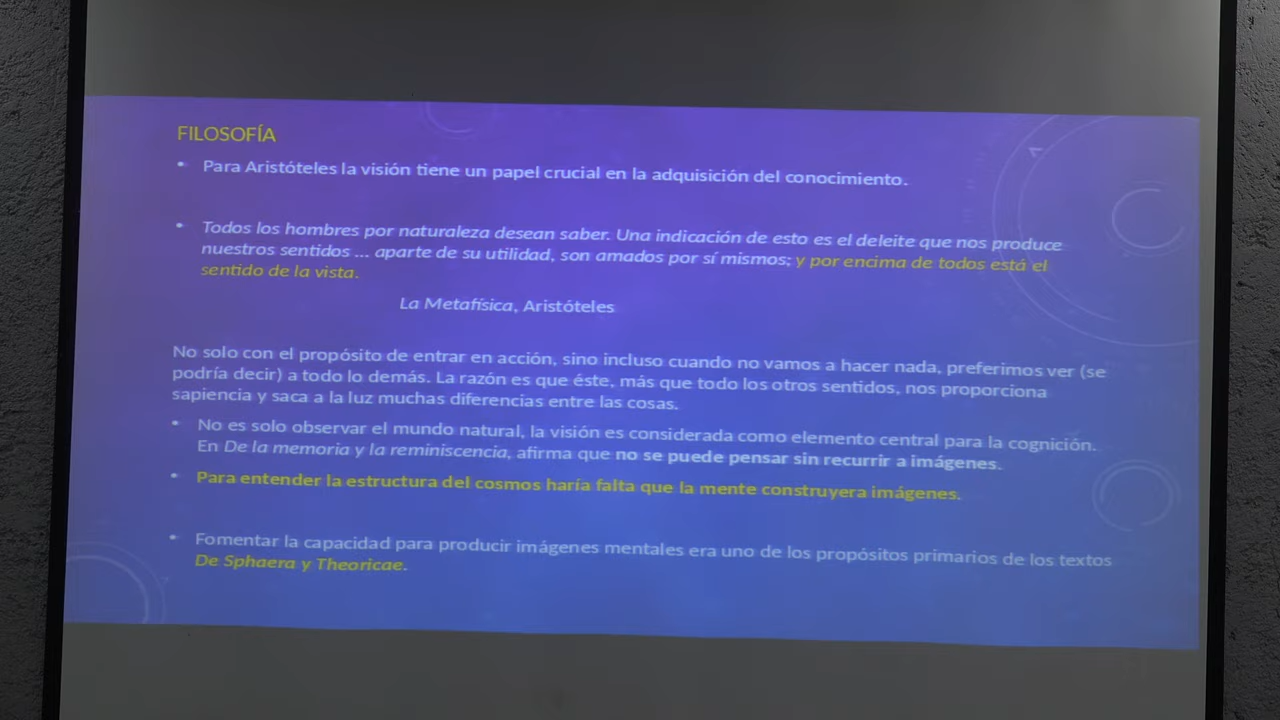 FILOSOFÍA
• Para Aristóteles la visión tiene un papel crucial en la adquisición del conocimiento.
• Todos los hombres por naturaleza desean saber. Una indicación de esto es el deleite que nos produce
nuestros sentidos ... aparte de su utilidad, son amados por sí mismos; y por encima de todos está el
sentido de la vista.
La Metafísica, Aristóteles
No solo con el propósito de entrar en acción, sino incluso cuando no vamos a hacer nada, preferimos ver (se
podría decir) a todo lo demás. La razón es que éste, más que todo los otros sentidos, nos proporciona
sapiencia y saca a la luz muchas diferencias entre las cosas.
• No es solo observar el mundo natural, la visión es considerada como elemento central para la cognición.
En De la memoria y la reminiscencia, afirma que no se puede pensar sin recurrir a imágenes.
• Para entender la estructura del cosmos haría falta que la mente construyera imágenes.
• Fomentar la capacidad para producir imágenes mentales era uno de los propósitos primarios de los textos
De Sphaera y Theoricae.